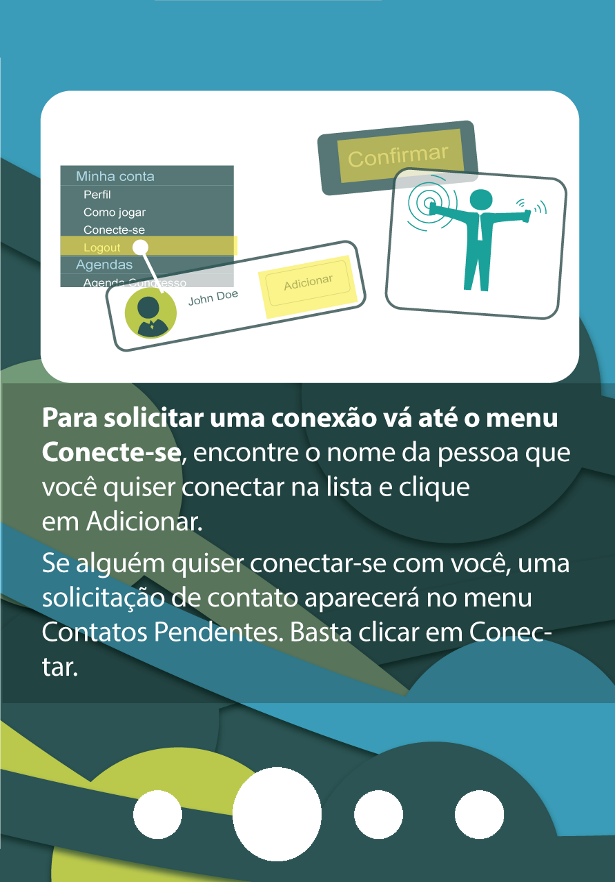 Confirmar
Minha conta
Perfil
Como jogar
Conecte-se
Logout
Agendas
Agenda Congresso
John Doe
Adicionar
Para solicitar uma conexão vá até o menu
Conecte-se, encontre o nome da pessoa que
você quiser conectar na lista e clique
em Adicionar.
Se alguém quiser conectar-se com você, uma
solicitação de contato aparecerá no menu
Contatos Pendentes. Basta clicar em Conec-
tar.